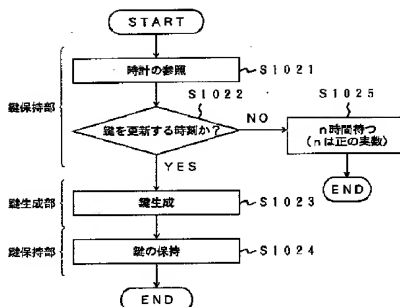 START
時計の参照
S1021
鍵保持部
S1022
鍵を更新する時刻か?
NO
S1025
n時間待つ
(nは正の実数)
END
YES
鍵生成部
鍵生成
S1023
鍵保持部
鍵の保持
S1024
END